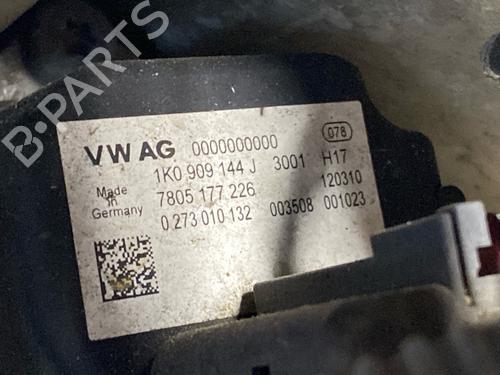 B-PARTS
VW AG 0000000000 078
1K0 909 144 J 3001 H17
Made in Germany 7805 177 226 120310
0 273 010 132 003508 001023